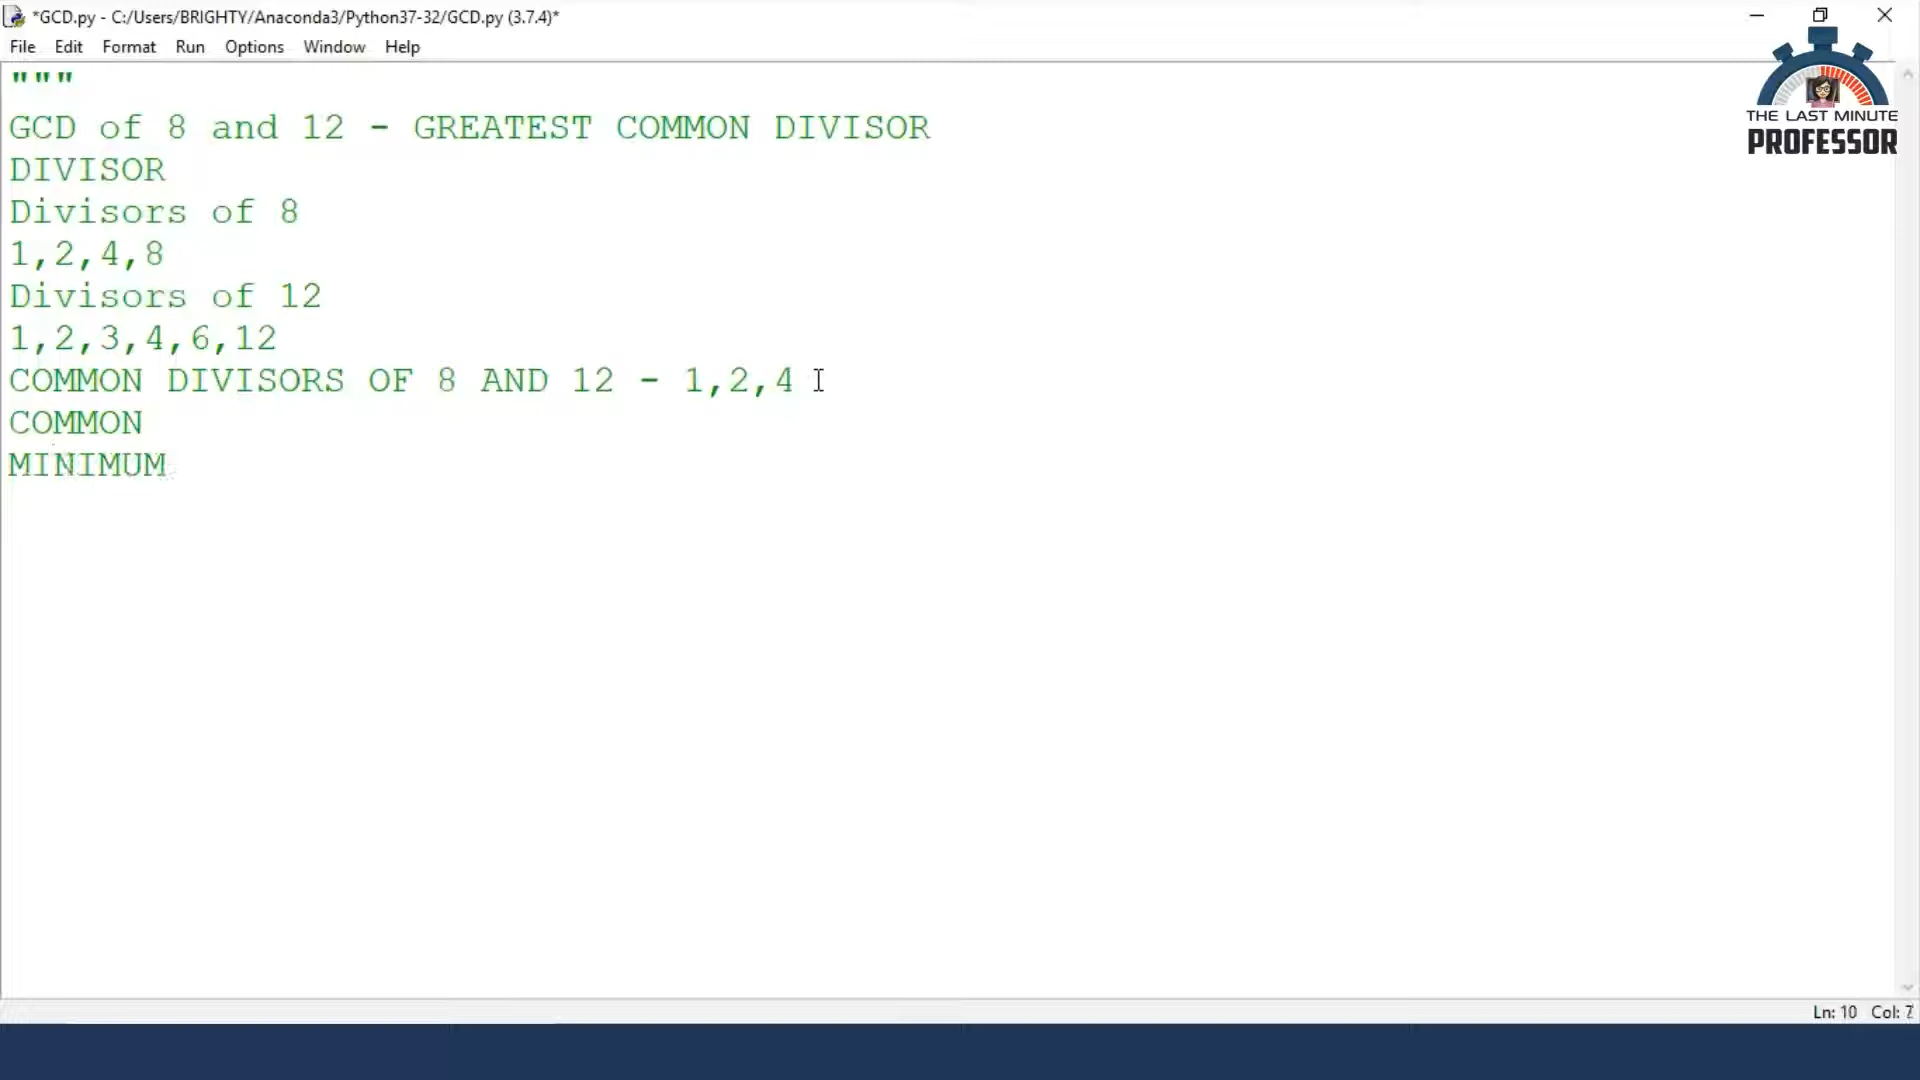 *GCD.py - C:/Users/BRIGHTY/Anaconda3/Python37-32/GCD.py (3.7.4)*
File Edit Format Run Options Window Help
THE LAST MINUTE
PROFESSOR
"""
GCD of 8 and 12 - GREATEST COMMON DIVISOR
DIVISOR
Divisors of 8
1,2,4,8
Divisors of 12
1,2,3,4,6,12
COMMON DIVISORS OF 8 AND 12 - 1,2,4
COMMON
MINIMUM
Ln: 10 Col: 7